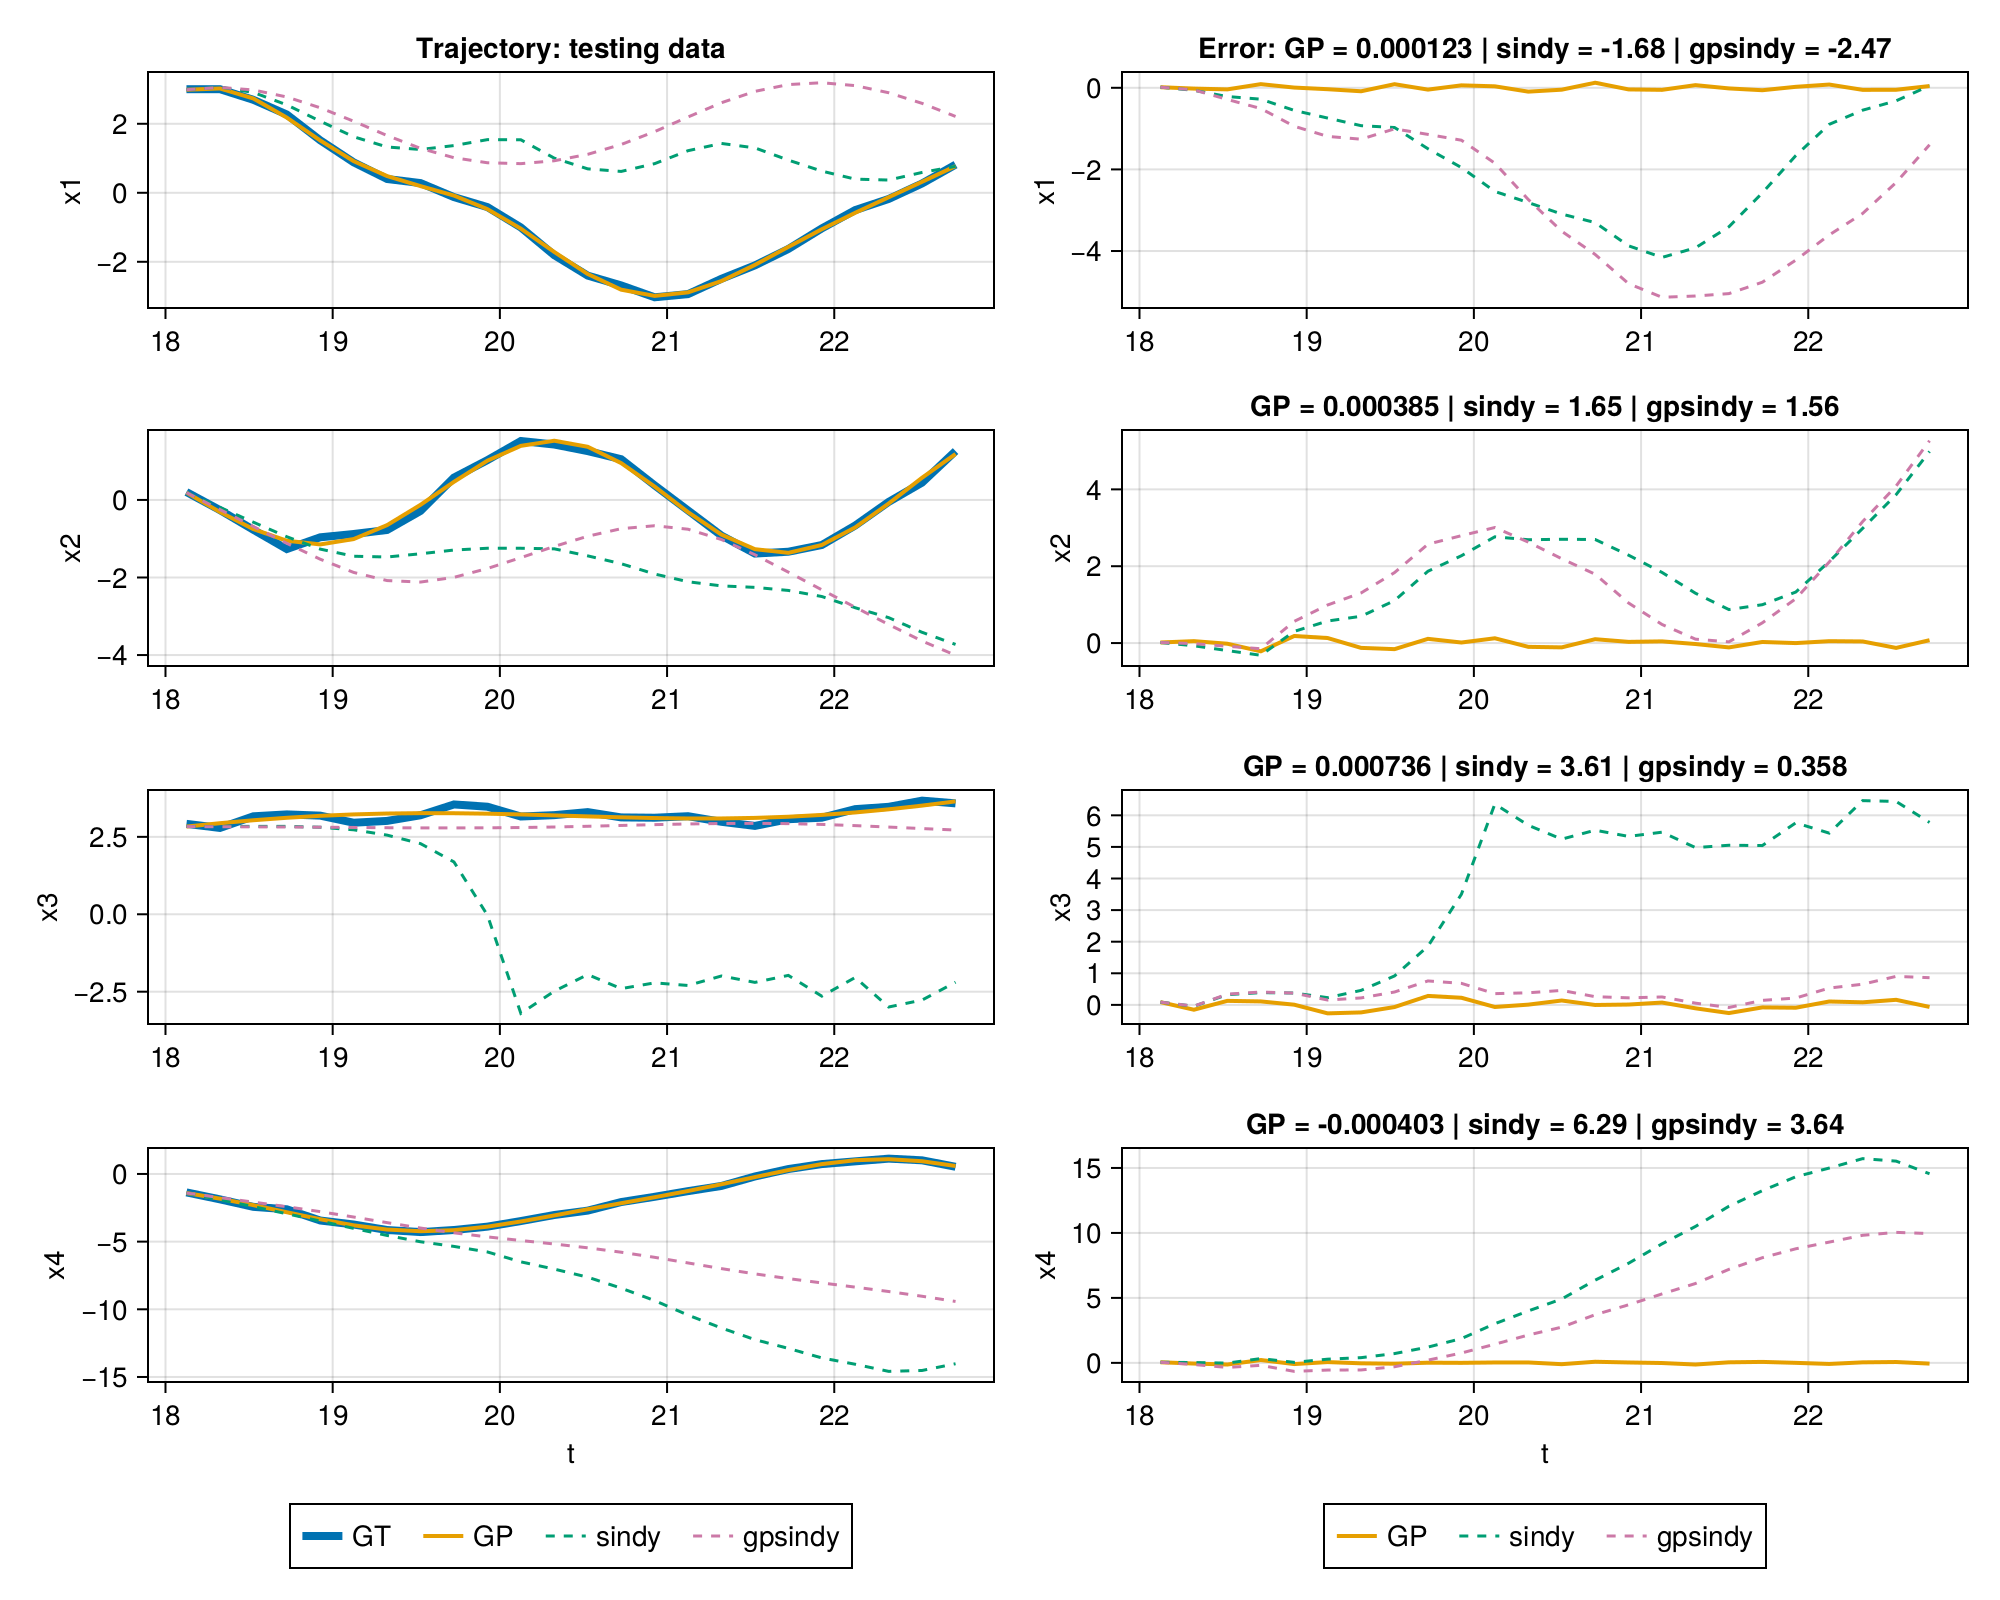 Trajectory: testing data
x1
2
0
−2
18 19 20 21 22
Error: GP = 0.000123 | sindy = -1.68 | gpsindy = -2.47
x1
0
−2
−4
18 19 20 21 22
x2
0
−2
−4
18 19 20 21 22
GP = 0.000385 | sindy = 1.65 | gpsindy = 1.56
x2
4
2
0
18 19 20 21 22
x3
2.5
0.0
−2.5
18 19 20 21 22
GP = 0.000736 | sindy = 3.61 | gpsindy = 0.358
x3
6
5
4
3
2
1
0
18 19 20 21 22
x4
0
−5
−10
−15
18 19 20 21 22
t
GP = -0.000403 | sindy = 6.29 | gpsindy = 3.64
x4
15
10
5
0
18 19 20 21 22
t
GT GP sindy gpsindy
GP sindy gpsindy